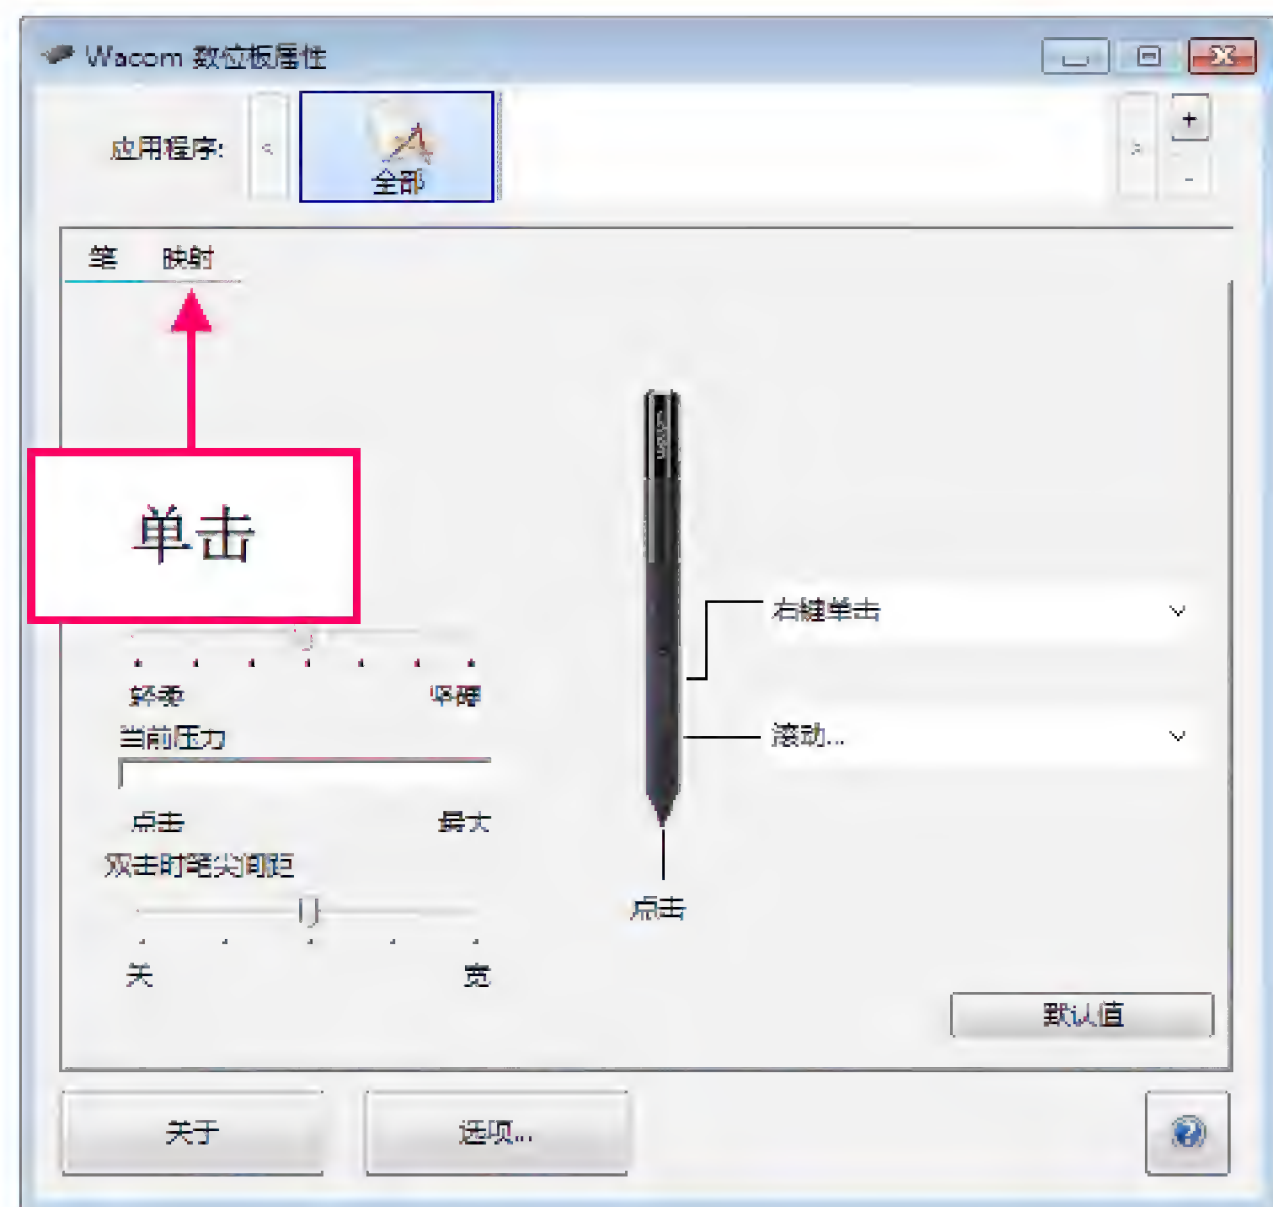 Wacom 数位板属性
应用程序:
<
>
+
-
全部
笔 映射
单击
轻柔 坚硬
当前压力
点击 最大
双击时笔尖间距
关 宽
wacom
右键单击
滚动...
点击
默认值
关于 选项... ?